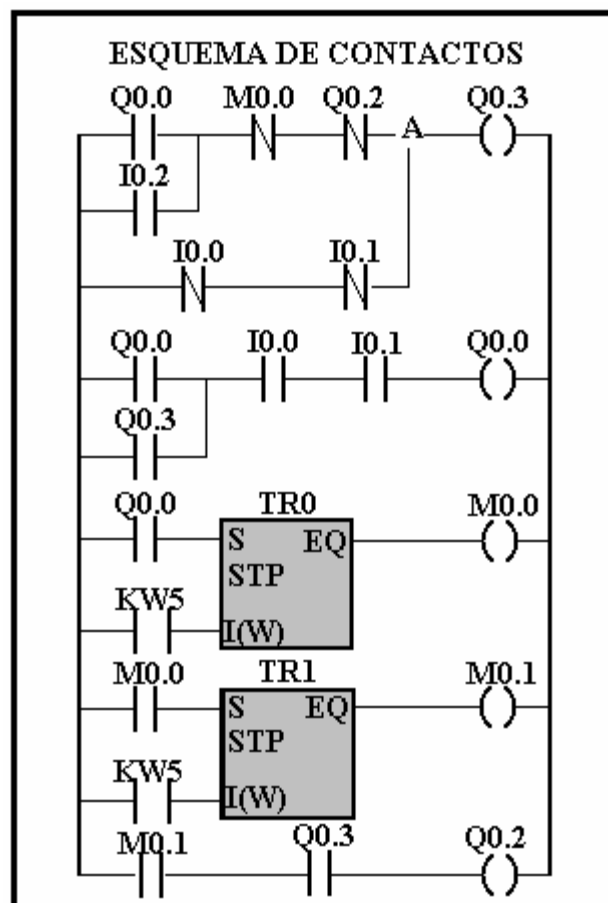 ESQUEMA DE CONTACTOS
Q0.0 M0.0 Q0.2 A Q0.3
I0.2
I0.0 I0.1
Q0.0 I0.0 I0.1 Q0.0
Q0.3
Q0.0 TR0 M0.0
S EQ
STP
KW5
I(W)
M0.0 TR1 M0.1
S EQ
STP
KW5
I(W)
M0.1 Q0.3 Q0.2